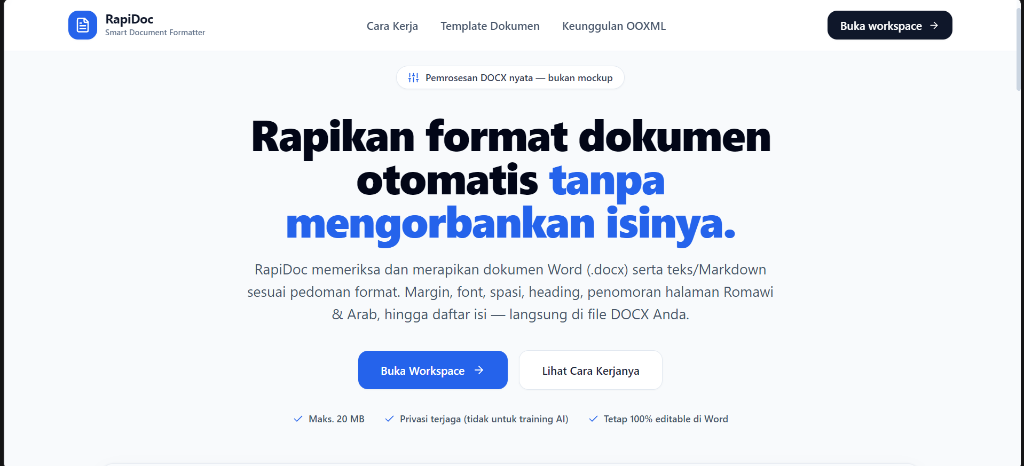 RapiDoc
Smart Document Formatter
Cara Kerja
Template Dokumen
Keunggulan OOXML
Buka workspace
Pemrosesan DOCX nyata — bukan mockup
Rapikan format dokumen
otomatis tanpa
mengorbankan isinya.
RapiDoc memeriksa dan merapikan dokumen Word (.docx) serta teks/Markdown
sesuai pedoman format. Margin, font, spasi, heading, penomoran halaman Romawi
& Arab, hingga daftar isi — langsung di file DOCX Anda.
Buka Workspace
Lihat Cara Kerjanya
Maks. 20 MB
Privasi terjaga (tidak untuk training AI)
Tetap 100% editable di Word